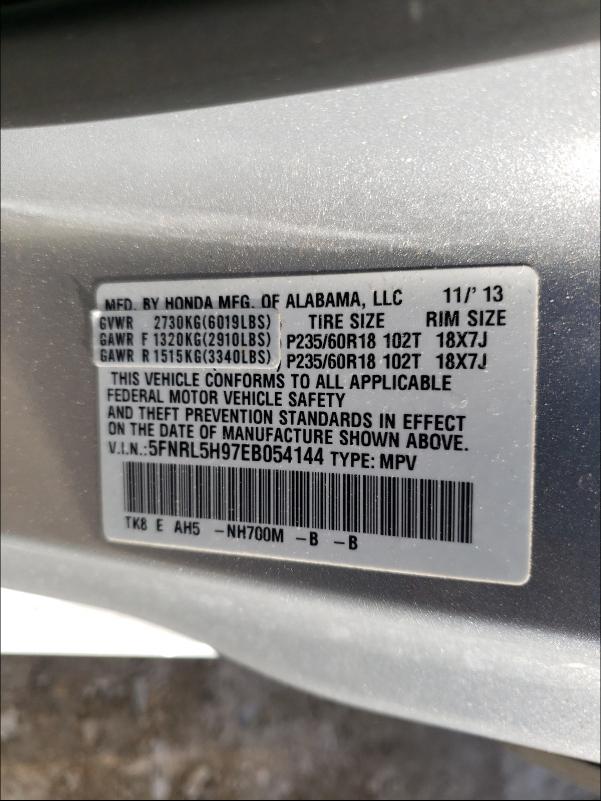 MFD. BY HONDA MFG. OF ALABAMA, LLC 11/' 13
GVWR 2730KG(6019LBS) TIRE SIZE RIM SIZE
GAWR F 1320KG(2910LBS) P235/60R18 102T 18X7J
GAWR R 1515KG(3340LBS) P235/60R18 102T 18X7J
THIS VEHICLE CONFORMS TO ALL APPLICABLE
FEDERAL MOTOR VEHICLE SAFETY
AND THEFT PREVENTION STANDARDS IN EFFECT
ON THE DATE OF MANUFACTURE SHOWN ABOVE.
V.I.N.:5FNRL5H97EB054144 TYPE: MPV
TK8 E AH5 -NH700M -B -B